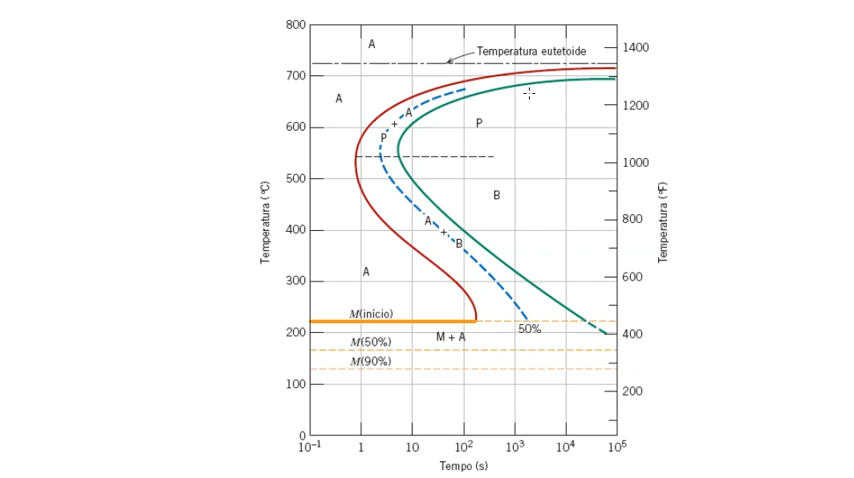 800
A
Temperatura eutetoide
1400
700
A
1200
A
+
P
600
P
1000
500
B
A
+
B
800
400
A
600
300
M(início)
50%
200
400
M(50%)
M + A
M(90%)
100
200
0
10⁻¹
1
10
10²
10³
10⁴
10⁵
Tempo (s)
Temperatura (°C)
Temperatura (°F)